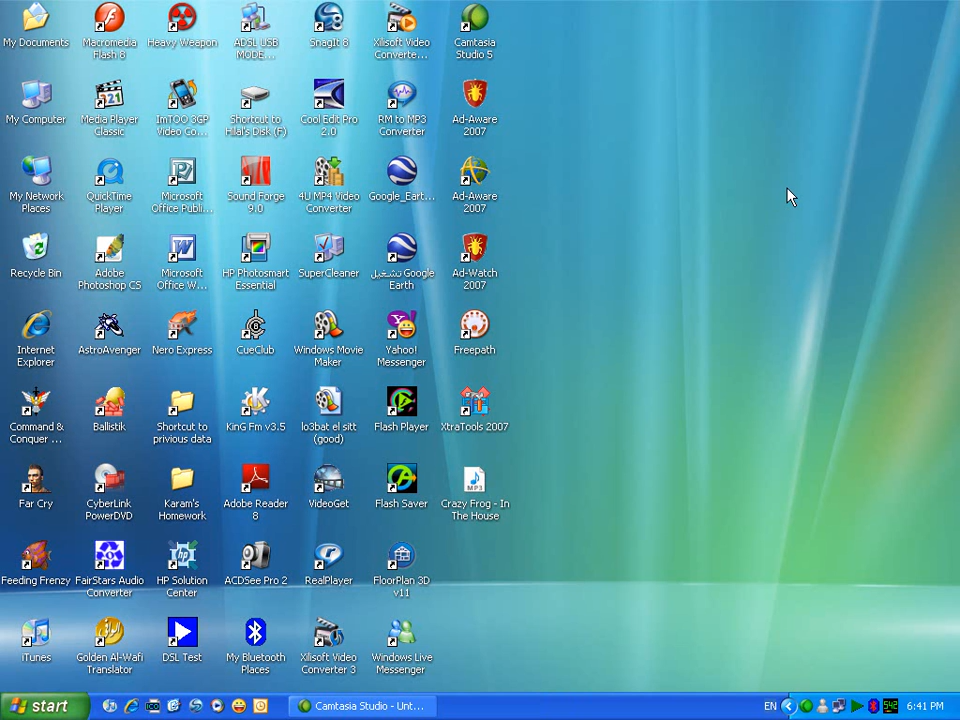 My Documents
Macromedia
Flash 8
Heavy Weapon
ADSL USB
MODE...
SnagIt 8
Xilisoft Video
Converte...
Camtasia
Studio 5
My Computer
Media Player
Classic
ImTOO 3GP
Video Co...
Shortcut to
Hilal's Disk (F)
Cool Edit Pro
2.0
RM to MP3
Converter
Ad-Aware
2007
My Network
Places
QuickTime
Player
Microsoft
Office Publi...
Sound Forge
9.0
4U MP4 Video
Converter
Google_Eart...
Ad-Aware
2007
Recycle Bin
Adobe
Photoshop CS
Microsoft
Office W...
HP Photosmart
Essential
SuperCleaner
تشغيل Google
Earth
Ad-Watch
2007
Internet
Explorer
AstroAvenger
Nero Express
CueClub
Windows Movie
Maker
Yahoo!
Messenger
Freepath
Command &
Conquer ...
Ballistik
Shortcut to
privious data
KinG Fm v3.5
lo3bat el sitt
(good)
Flash Player
XtraTools 2007
Far Cry
CyberLink
PowerDVD
Karam's
Homework
Adobe Reader
8
VideoGet
Flash Saver
MP3
Crazy Frog - In
The House
Feeding Frenzy
FairStars Audio
Converter
HP Solution
Center
ACDSee Pro 2
RealPlayer
FloorPlan 3D
v11
iTunes
Golden Al-Wafi
Translator
DSL Test
My Bluetooth
Places
Xilisoft Video
Converter 3
Windows Live
Messenger
start
Camtasia Studio - Unt...
EN
6:41 PM